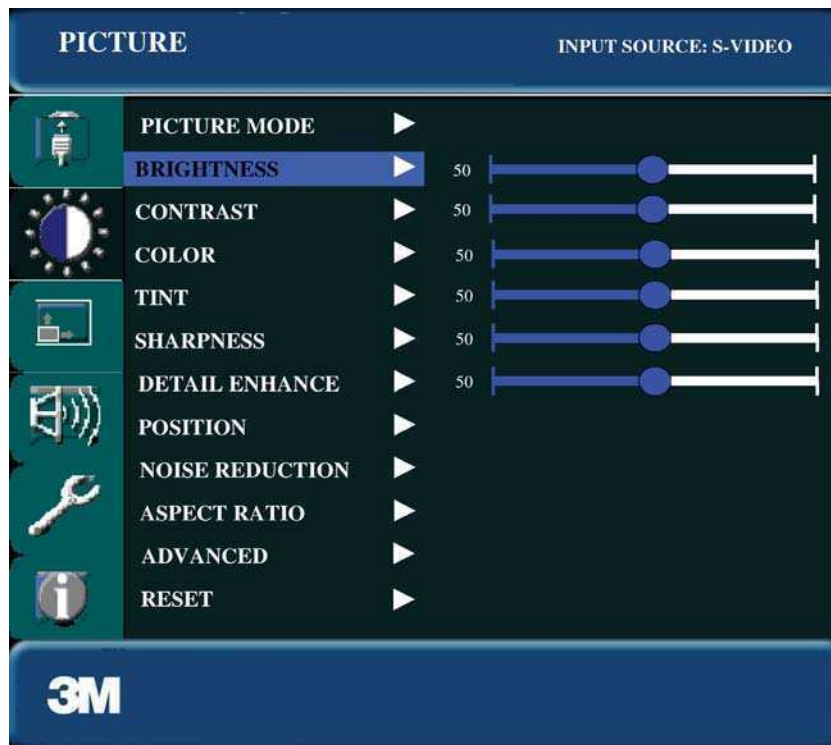 PICTURE
INPUT SOURCE: S-VIDEO
PICTURE MODE
BRIGHTNESS 50
CONTRAST 50
COLOR 50
TINT 50
SHARPNESS 50
DETAIL ENHANCE 50
POSITION
NOISE REDUCTION
ASPECT RATIO
ADVANCED
RESET
3M